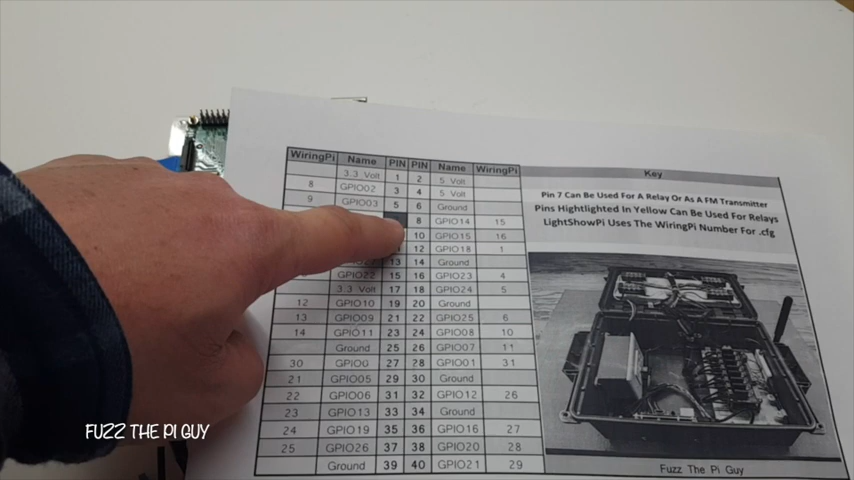 WiringPi Name PIN PIN Name WiringPi
3.3 Volt 1 2 5 Volt
8 GPIO02 3 4 5 Volt
9 GPIO03 5 6 Ground
8 GPIO14 15
10 GPIO15 16
12 GPIO18 1
13 14 Ground
GPIO22 15 16 GPIO23 4
3.3 Volt 17 18 GPIO24 5
12 GPIO10 19 20 Ground
13 GPIO09 21 22 GPIO25 6
14 GPIO11 23 24 GPIO08 10
Ground 25 26 GPIO07 11
30 GPIO0 27 28 GPIO01 31
21 GPIO05 29 30 Ground
22 GPIO06 31 32 GPIO12 26
23 GPIO13 33 34 Ground
24 GPIO19 35 36 GPIO16 27
25 GPIO26 37 38 GPIO20 28
Ground 39 40 GPIO21 29
Key
Pin 7 Can Be Used For A Relay Or As A FM Transmitter
Pins Hightlighted In Yellow Can Be Used For Relays
LightShowPi Uses The WiringPi Number For .cfg
Fuzz The Pi Guy
FUZZ THE PI GUY